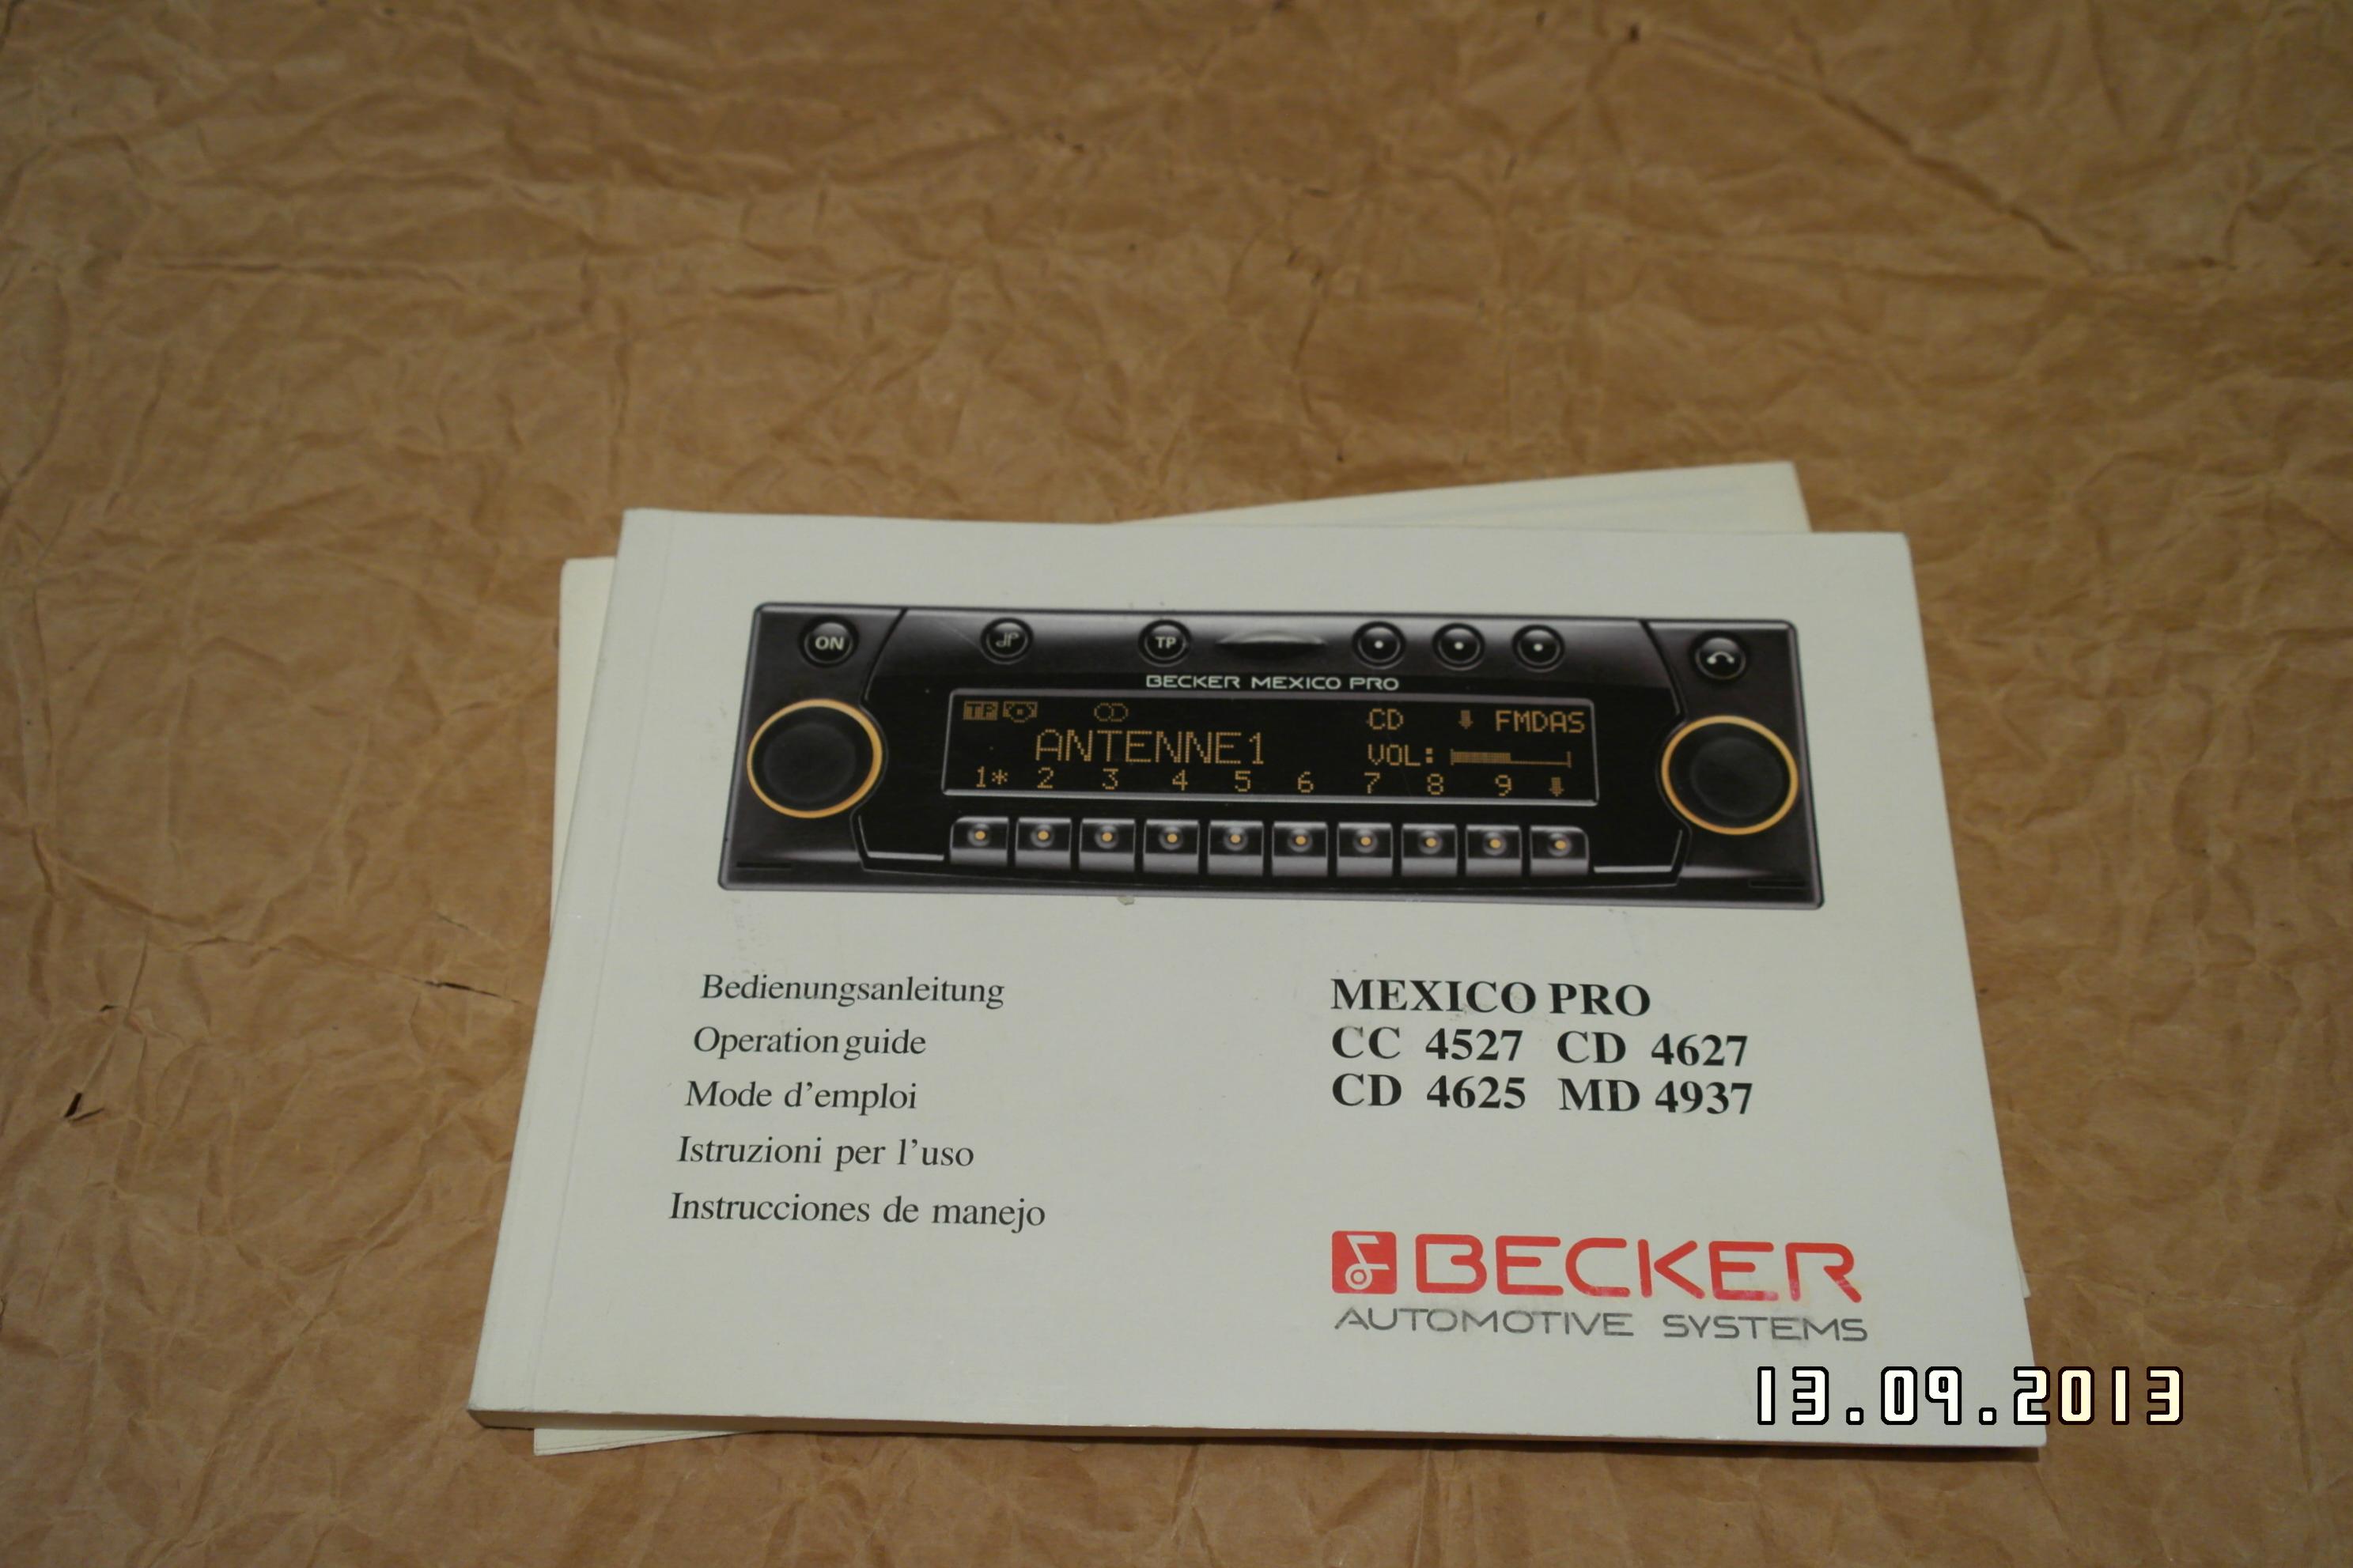 ON TP
BECKER MEXICO PRO
TP CD FMDAS
ANTENNE1 VOL:
1* 2 3 4 5 6 7 8 9
Bedienungsanleitung
Operation guide
Mode d'emploi
Istruzioni per l'uso
Instrucciones de manejo
MEXICO PRO
CC 4527 CD 4627
CD 4625 MD 4937
BECKER
AUTOMOTIVE SYSTEMS
13.09.2013